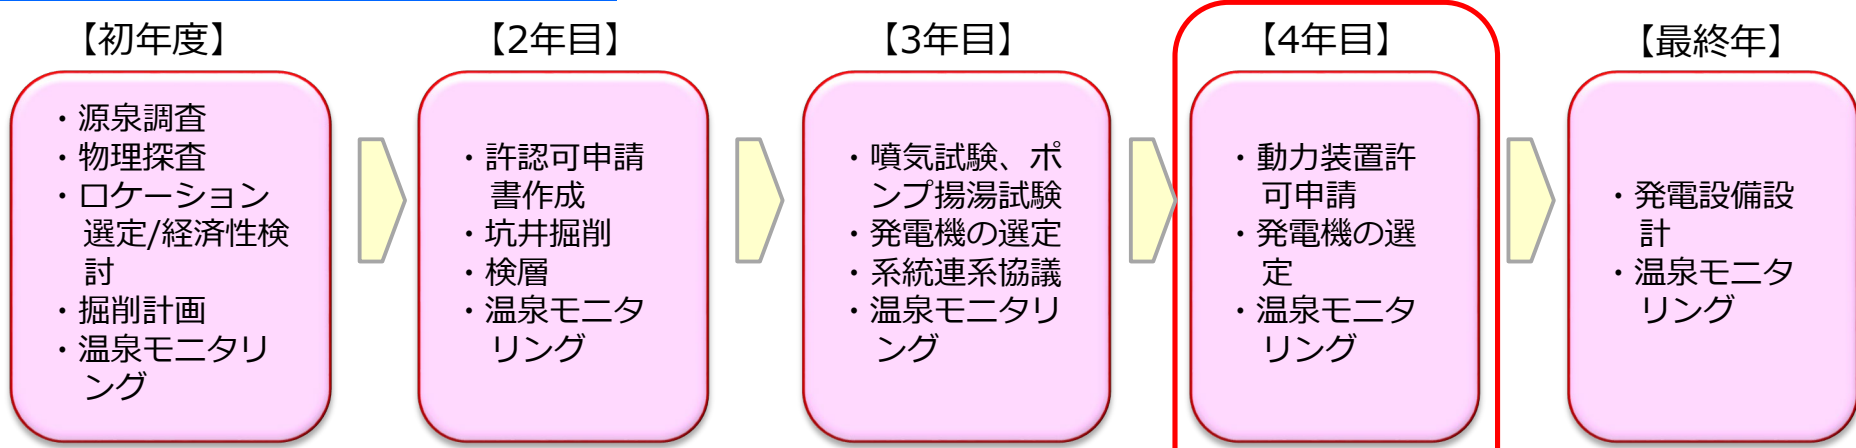 【初年度】
・源泉調査
・物理探査
・ロケーション
選定/経済性検
討
・掘削計画
・温泉モニタリ
ング
【2年目】
・許認可申請
書作成
・坑井掘削
・検層
・温泉モニタ
リング
【3年目】
・噴気試験、ポ
ンプ揚湯試験
・発電機の選定
・系統連系協議
・温泉モニタリ
ング
【4年目】
・動力装置許
可申請
・発電機の選
定
・温泉モニタ
リング
【最終年】
・発電設備設
計
・温泉モニタ
リング